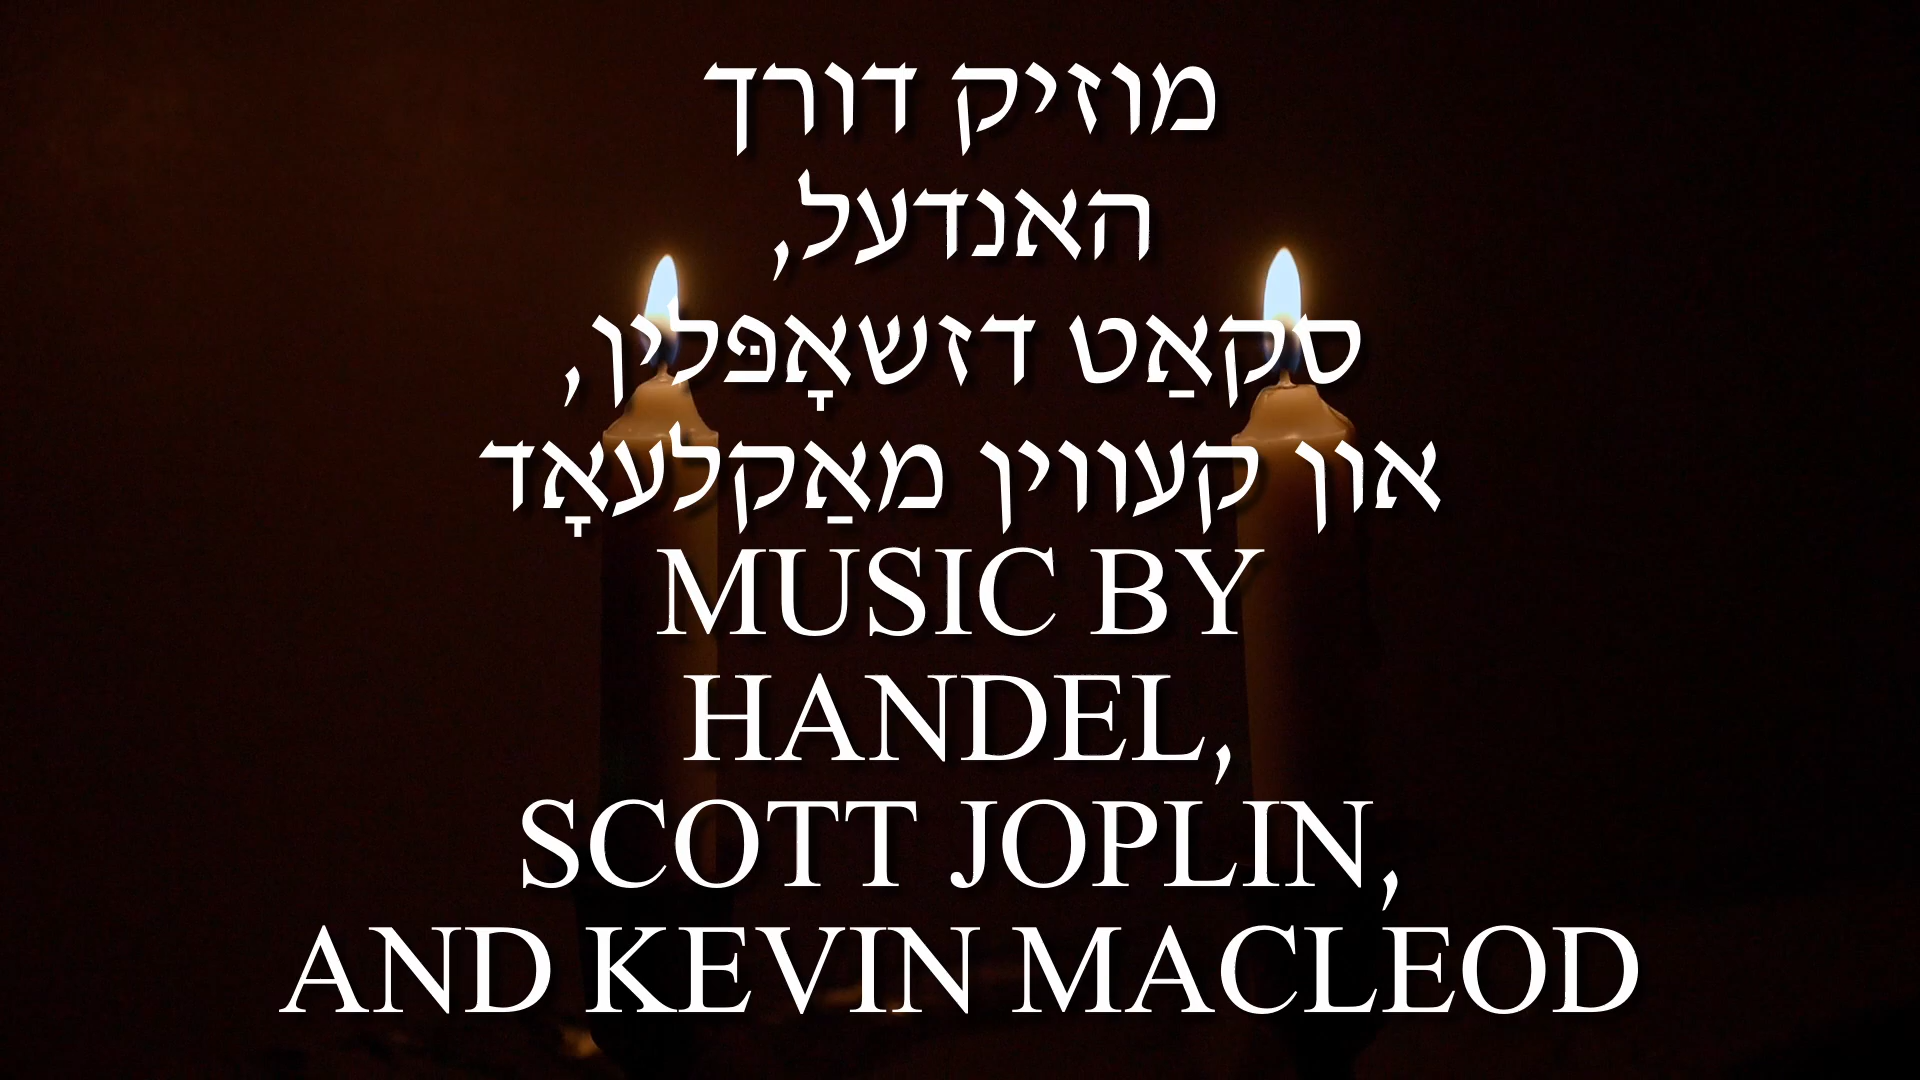 מוזיק דורך
האנדעל,
סקאַט דזשאָפּלין,
און קעווין מאַקלעאָד
MUSIC BY
HANDEL,
SCOTT JOPLIN,
AND KEVIN MACLEOD